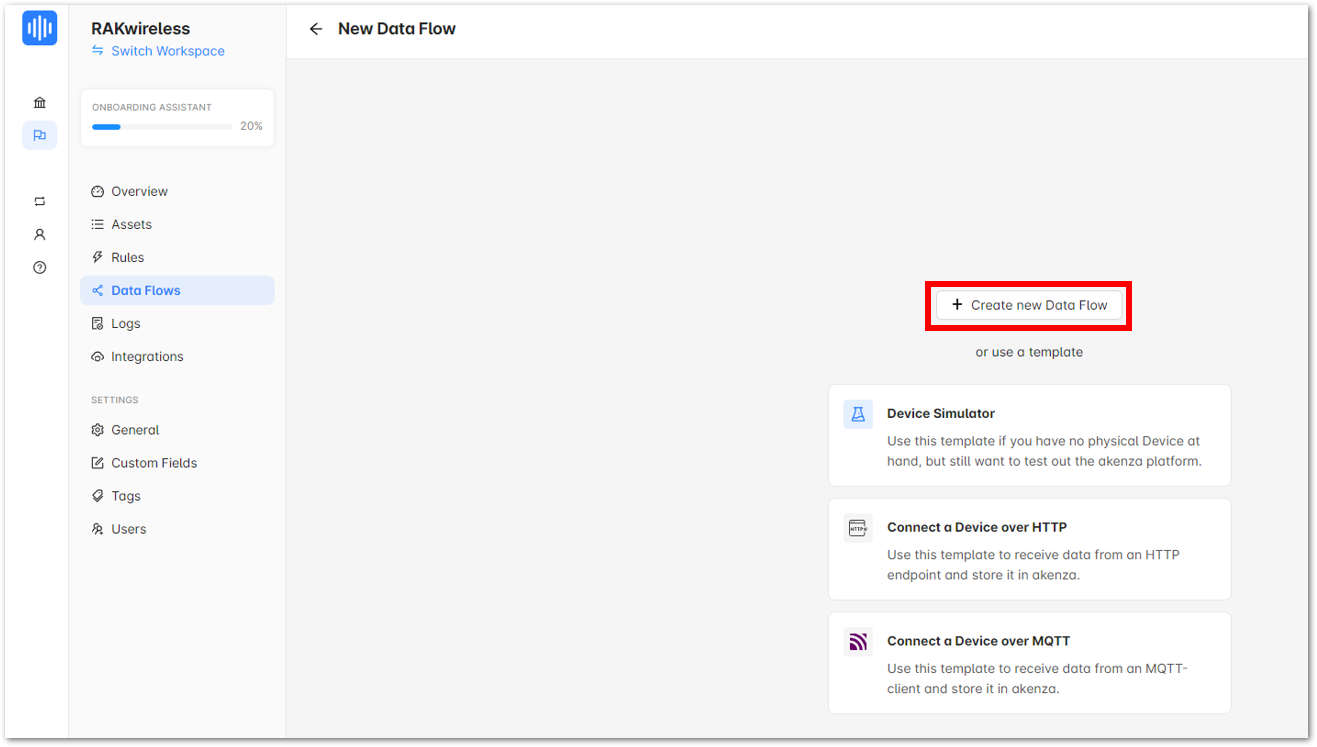 RAKwireless
Switch Workspace
ONBOARDING ASSISTANT
20%
Overview
Assets
Rules
Data Flows
Logs
Integrations
SETTINGS
General
Custom Fields
Tags
Users
New Data Flow
+ Create new Data Flow
or use a template
Device Simulator
Use this template if you have no physical Device at
hand, but still want to test out the akenza platform.
HTTP
Connect a Device over HTTP
Use this template to receive data from an HTTP
endpoint and store it in akenza.
Connect a Device over MQTT
Use this template to receive data from an MQTT-
client and store it in akenza.